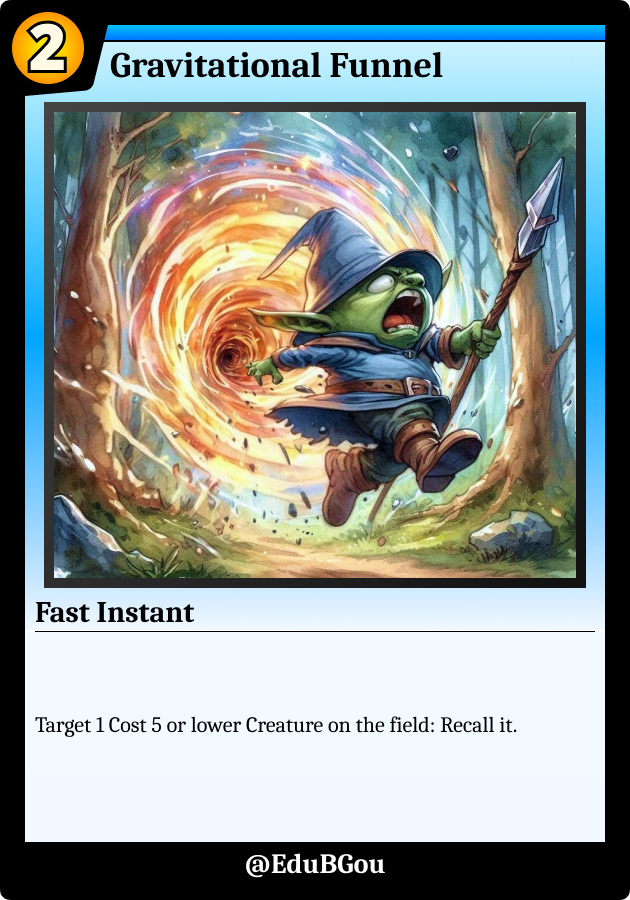 2
Gravitational Funnel
Fast Instant
Target 1 Cost 5 or lower Creature on the field: Recall it.
@EduBGou